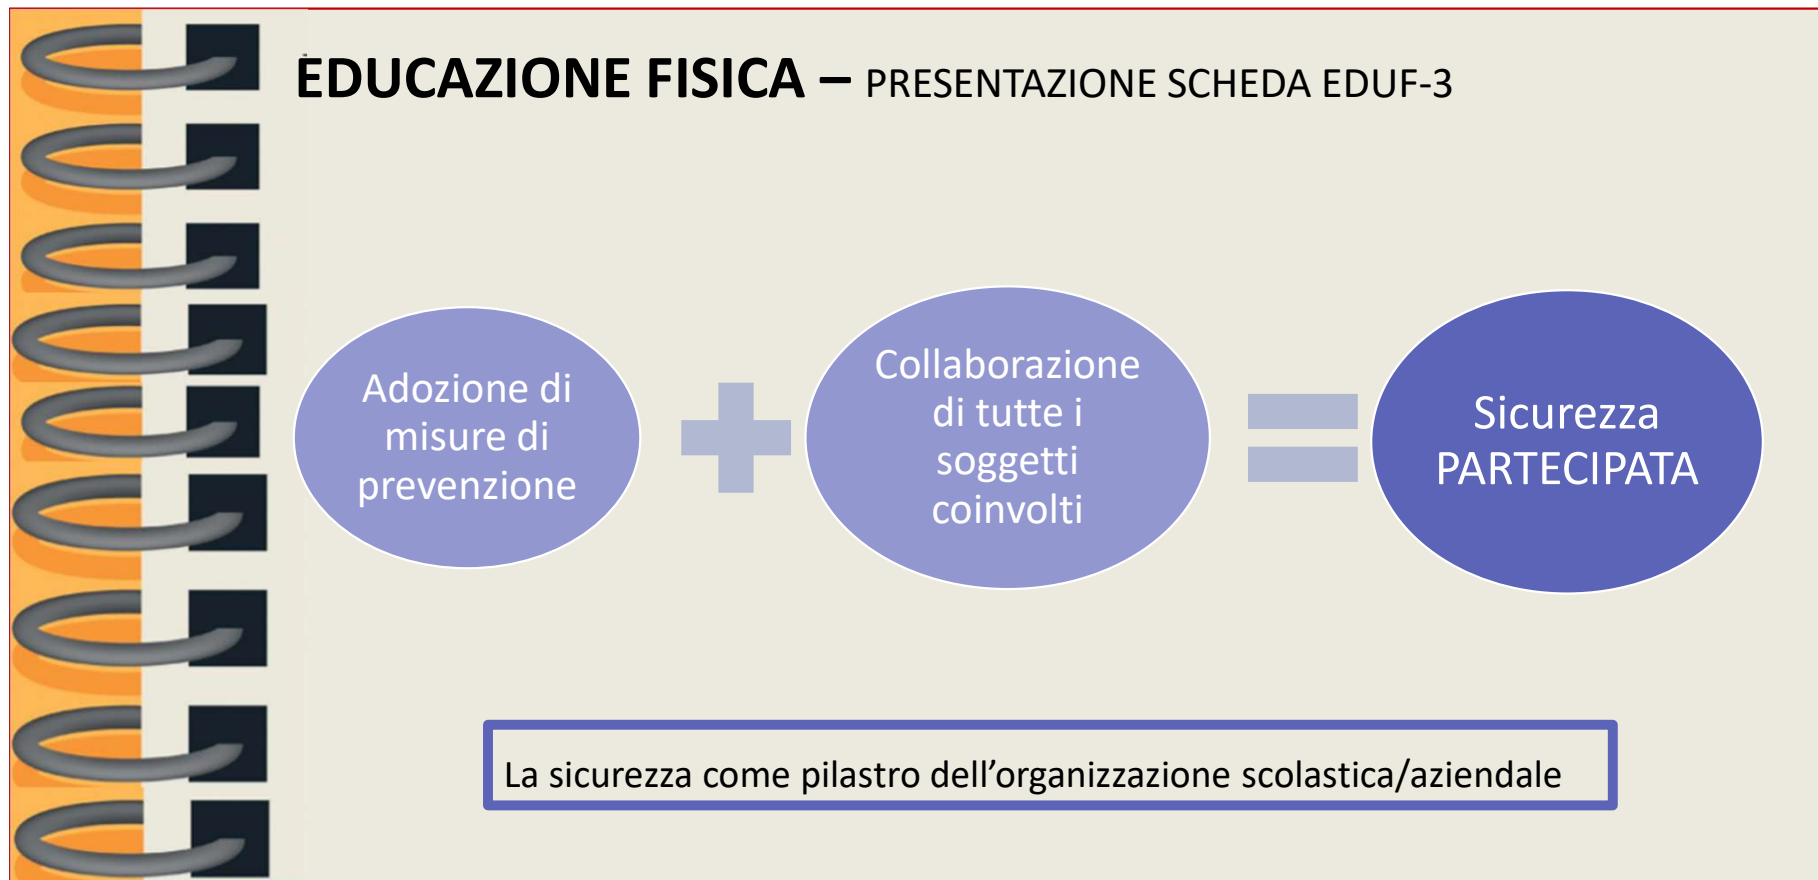 EDUCAZIONE FISICA – PRESENTAZIONE SCHEDA EDUF-3
Adozione di
misure di
prevenzione
Collaborazione
di tutte i
soggetti
coinvolti
Sicurezza
PARTECIPATA
La sicurezza come pilastro dell’organizzazione scolastica/aziendale